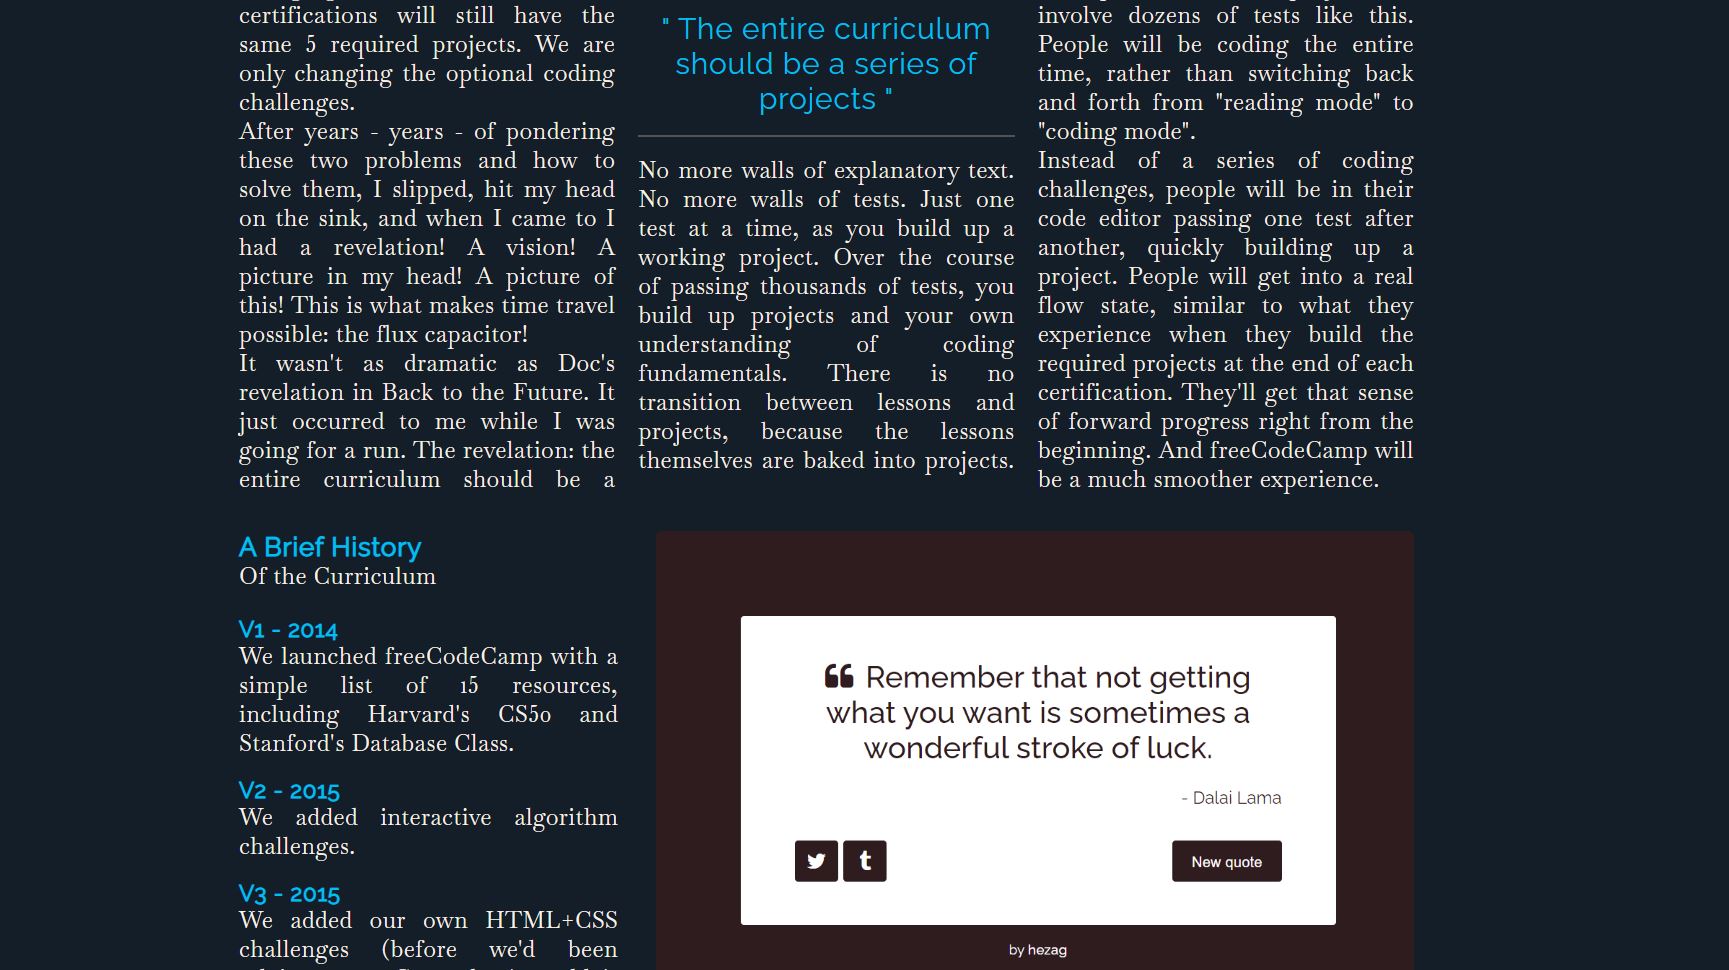 certifications will still have the
same 5 required projects. We are
only changing the optional coding
challenges.
After years - years - of pondering
these two problems and how to
solve them, I slipped, hit my head
on the sink, and when I came to I
had a revelation! A vision! A
picture in my head! A picture of
this! This is what makes time travel
possible: the flux capacitor!
It wasn't as dramatic as Doc's
revelation in Back to the Future. It
just occurred to me while I was
going for a run. The revelation: the
entire curriculum should be a
" The entire curriculum
should be a series of
projects "
No more walls of explanatory text.
No more walls of tests. Just one
test at a time, as you build up a
working project. Over the course
of passing thousands of tests, you
build up projects and your own
understanding of coding
fundamentals. There is no
transition between lessons and
projects, because the lessons
themselves are baked into projects.
involve dozens of tests like this.
People will be coding the entire
time, rather than switching back
and forth from "reading mode" to
"coding mode".
Instead of a series of coding
challenges, people will be in their
code editor passing one test after
another, quickly building up a
project. People will get into a real
flow state, similar to what they
experience when they build the
required projects at the end of each
certification. They'll get that sense
of forward progress right from the
beginning. And freeCodeCamp will
be a much smoother experience.
A Brief History
Of the Curriculum
V1 - 2014
We launched freeCodeCamp with a
simple list of 15 resources,
including Harvard's CS50 and
Stanford's Database Class.
V2 - 2015
We added interactive algorithm
challenges.
V3 - 2015
We added our own HTML+CSS
challenges (before we'd been
“ Remember that not getting
what you want is sometimes a
wonderful stroke of luck.
- Dalai Lama
New quote
by hezag